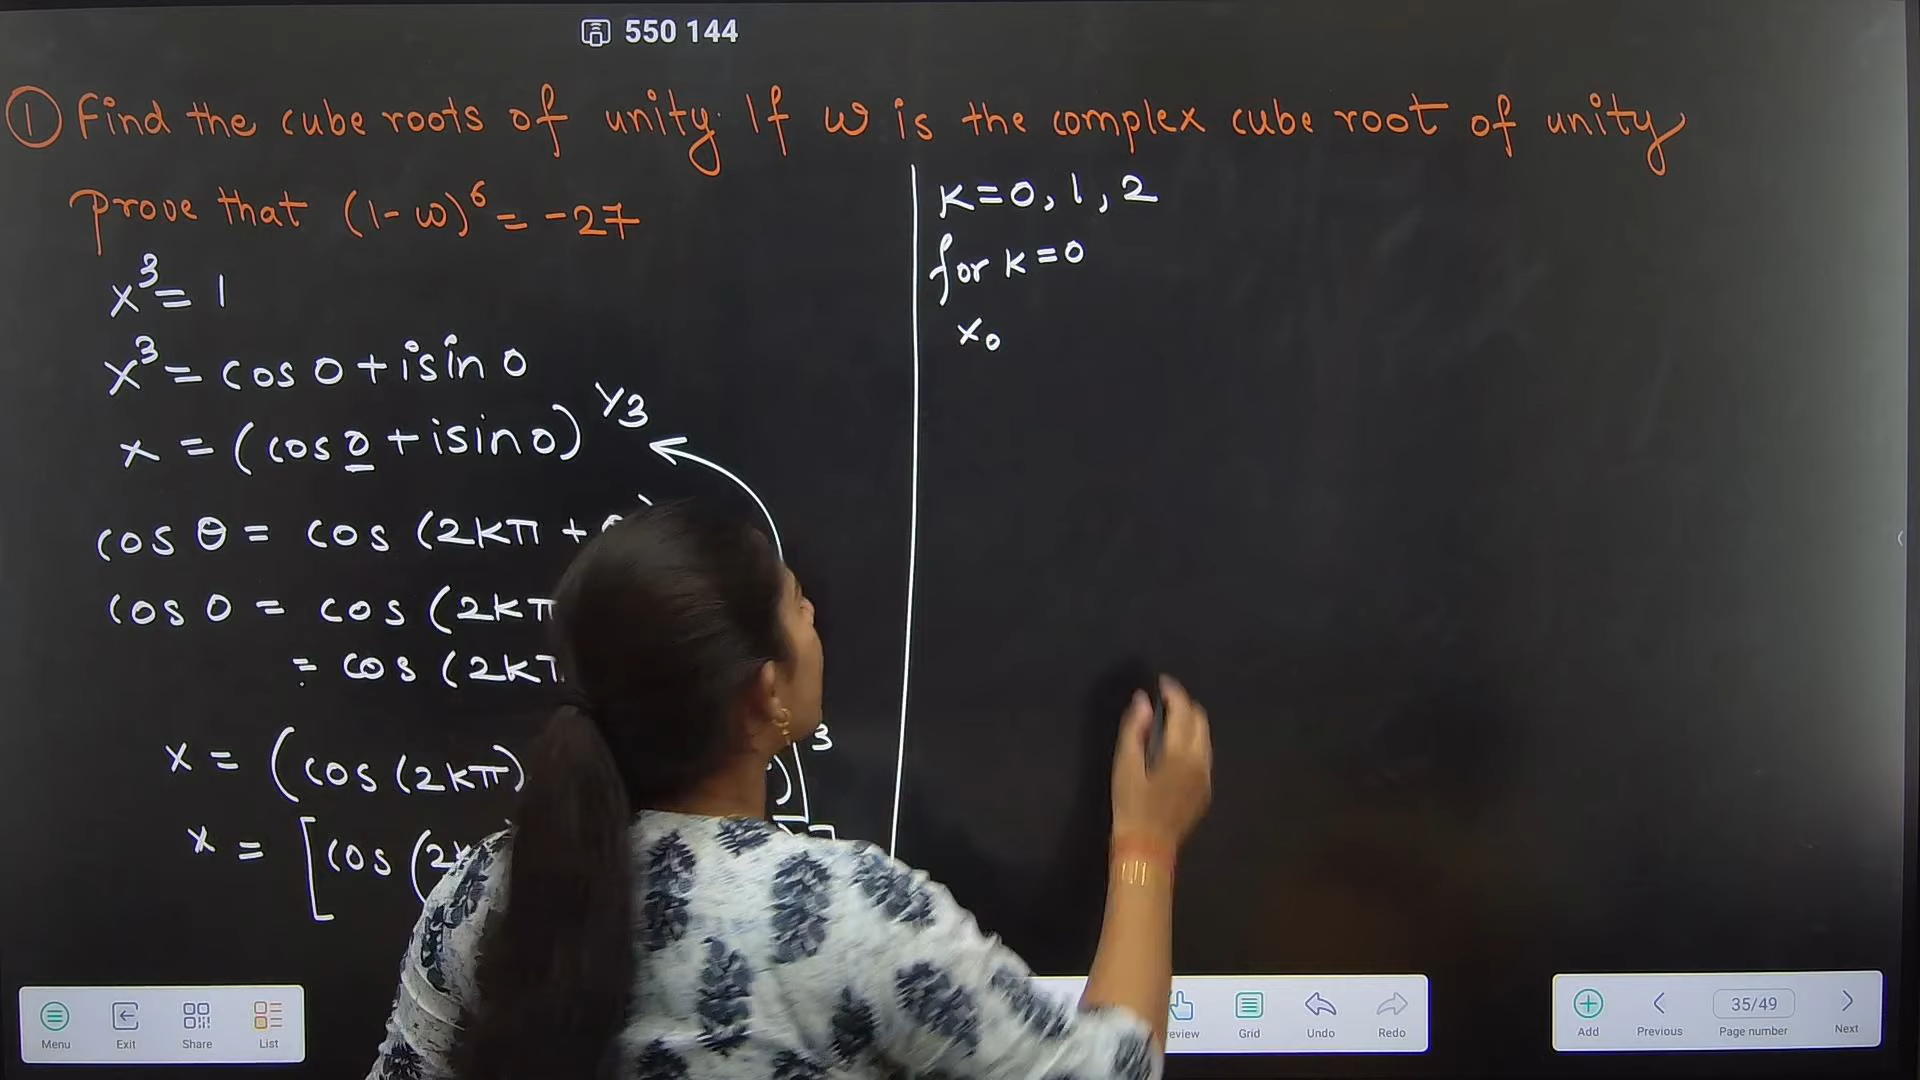 550 144
① Find the cube roots of unity. If ω is the complex cube root of unity
prove that (1-ω)⁶ = -27
x³ = 1
x³ = cos 0 + i sin 0
x = (cos 0 + i sin 0)^1/3
cos θ = cos (2kπ +
cos 0 = cos (2kπ
= cos (2kπ
x = (cos (2kπ) ) 3
x = [cos (2k
k = 0, 1, 2
for k = 0
x₀
Menu
Exit
Share
List
Grid
Undo
Redo
Add
Previous
35/49
Page number
Next